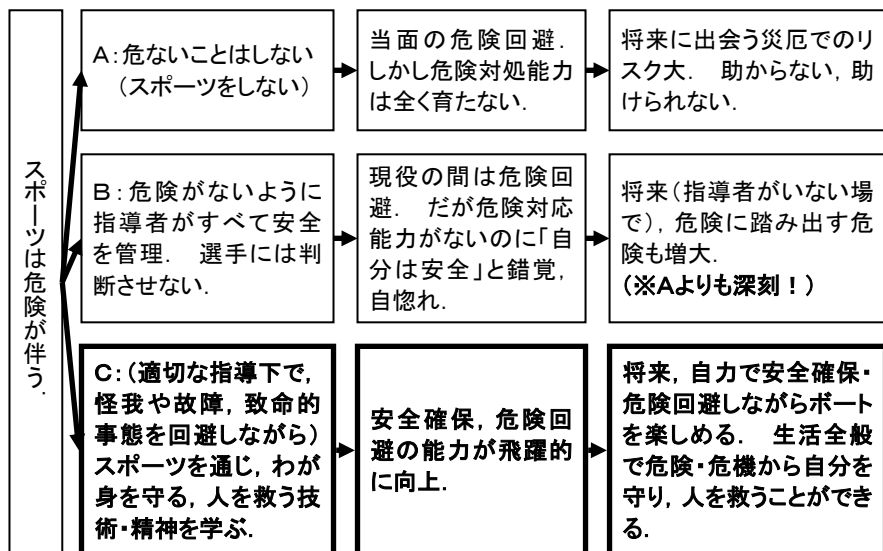 スポーツは危険が伴う．
A：危ないことはしない
（スポーツをしない）
当面の危険回避．
しかし危険対処能力
は全く育たない．
将来に出会う災厄でのリ
スク大．　助からない，助
けられない．
B：危険がないように
指導者がすべて安全
を管理．　選手には判
断させない．
現役の間は危険回
避．　だが危険対応
能力がないのに「自
分は安全」と錯覚，
自惚れ．
将来（指導者がいない場
で），危険に踏み出す危
険も増大．
（※Aよりも深刻！）
C：（適切な指導下で，
怪我や故障，致命的
事態を回避しながら）
スポーツを通じ，わが
身を守る，人を救う技
術・精神を学ぶ．
安全確保，危険回
避の能力が飛躍的
に向上．
将来，自力で安全確保・
危険回避しながらボート
を楽しめる．　生活全般
で危険・危機から自分を
守り，人を救うことができ
る．